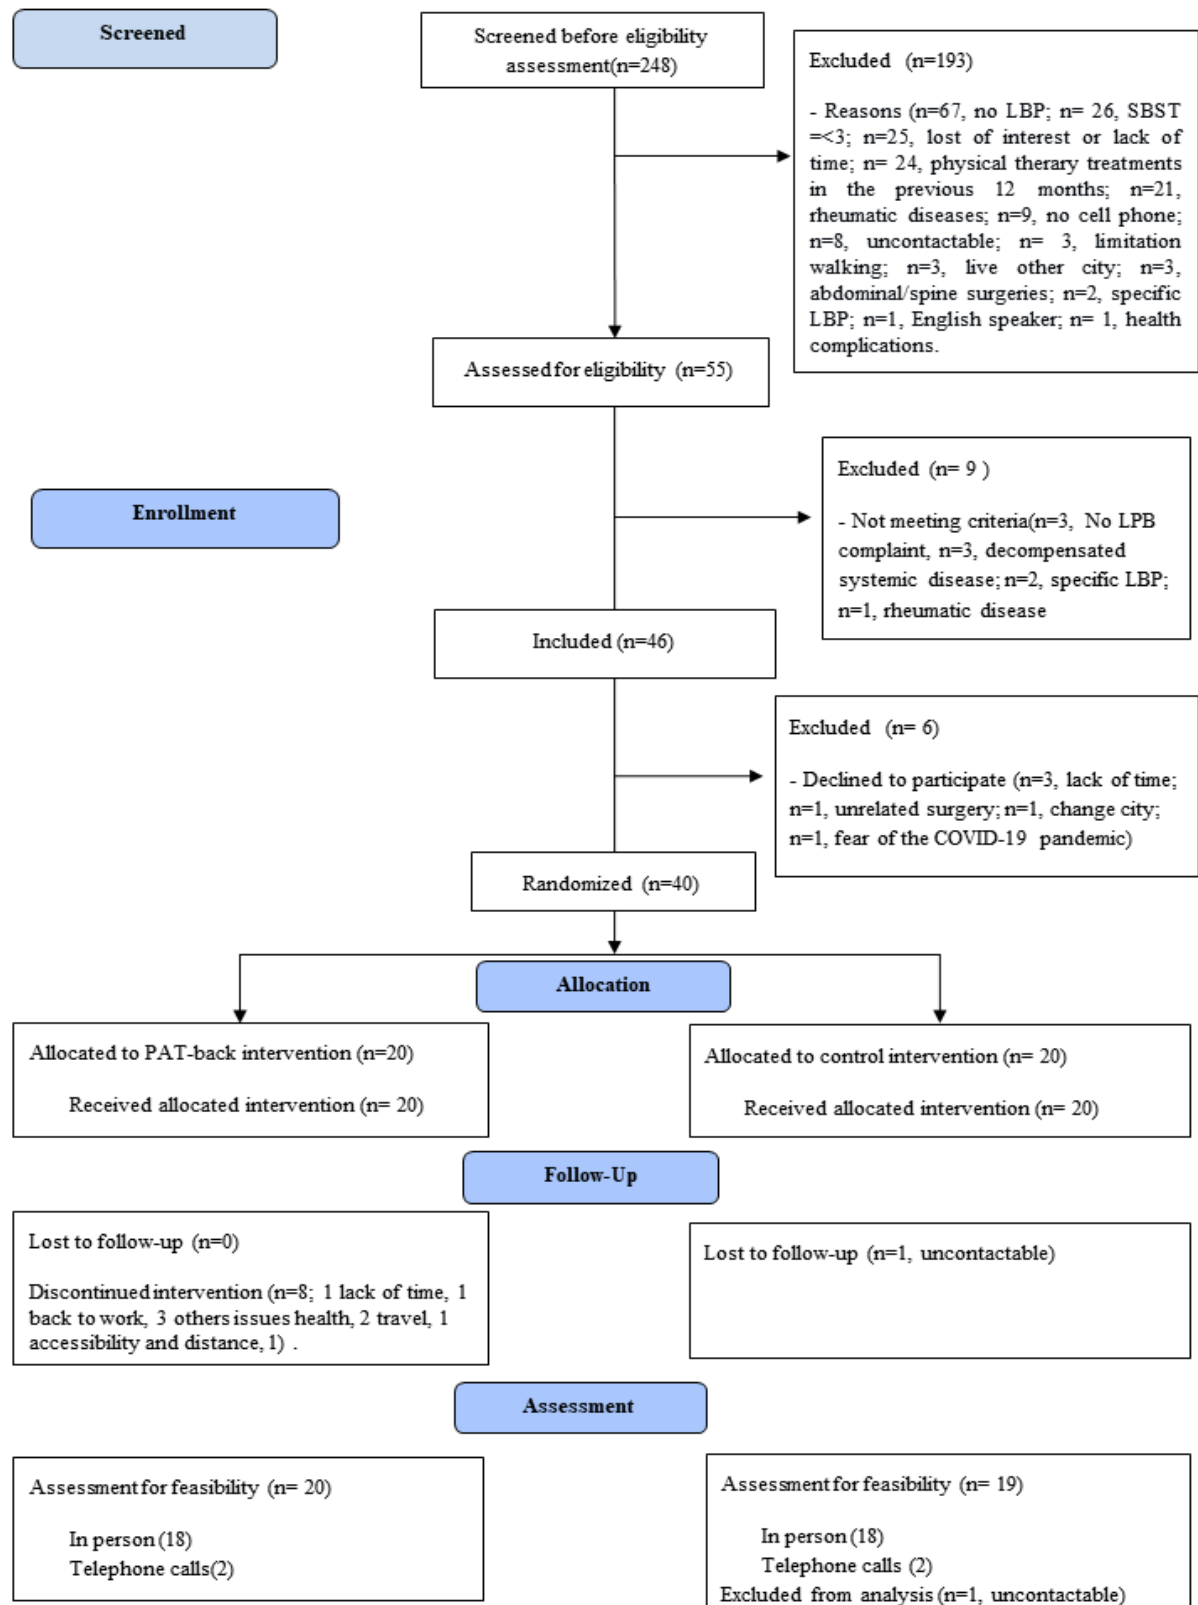 Screened
Screened before eligibility
assessment(n=248)
Excluded (n=193)
- Reasons (n=67, no LBP; n= 26, SBST
=<3; n=25, lost of interest or lack of
time; n= 24, physical therary treatments
in the previous 12 months; n=21,
rheumatic diseases; n=9, no cell phone;
n=8, uncontactable; n= 3, limitation
walking; n=3, live other city; n=3,
abdominal/spine surgeries; n=2, specific
LBP; n=1, English speaker; n= 1, health
complications.
Assessed for eligibility (n=55)
Enrollment
Excluded (n= 9 )
- Not meeting criteria(n=3, No LPB
complaint, n=3, decompensated
systemic disease; n=2, specific LBP;
n=1, rheumatic disease
Included (n=46)
Excluded (n= 6)
- Declined to participate (n=3, lack of time;
n=1, unrelated surgery; n=1, change city;
n=1, fear of the COVID-19 pandemic)
Randomized (n=40)
Allocation
Allocated to PAT-back intervention (n=20)
Received allocated intervention (n= 20)
Allocated to control intervention (n= 20)
Received allocated intervention (n= 20)
Follow-Up
Lost to follow-up (n=0)
Discontinued intervention (n=8; 1 lack of time, 1
back to work, 3 others issues health, 2 travel, 1
accessibility and distance, 1) .
Lost to follow-up (n=1, uncontactable)
Assessment
Assessment for feasibility (n= 20)
In person (18)
Telephone calls(2)
Assessment for feasibility (n= 19)
In person (18)
Telephone calls (2)
Excluded from analysis (n=1, uncontactable)